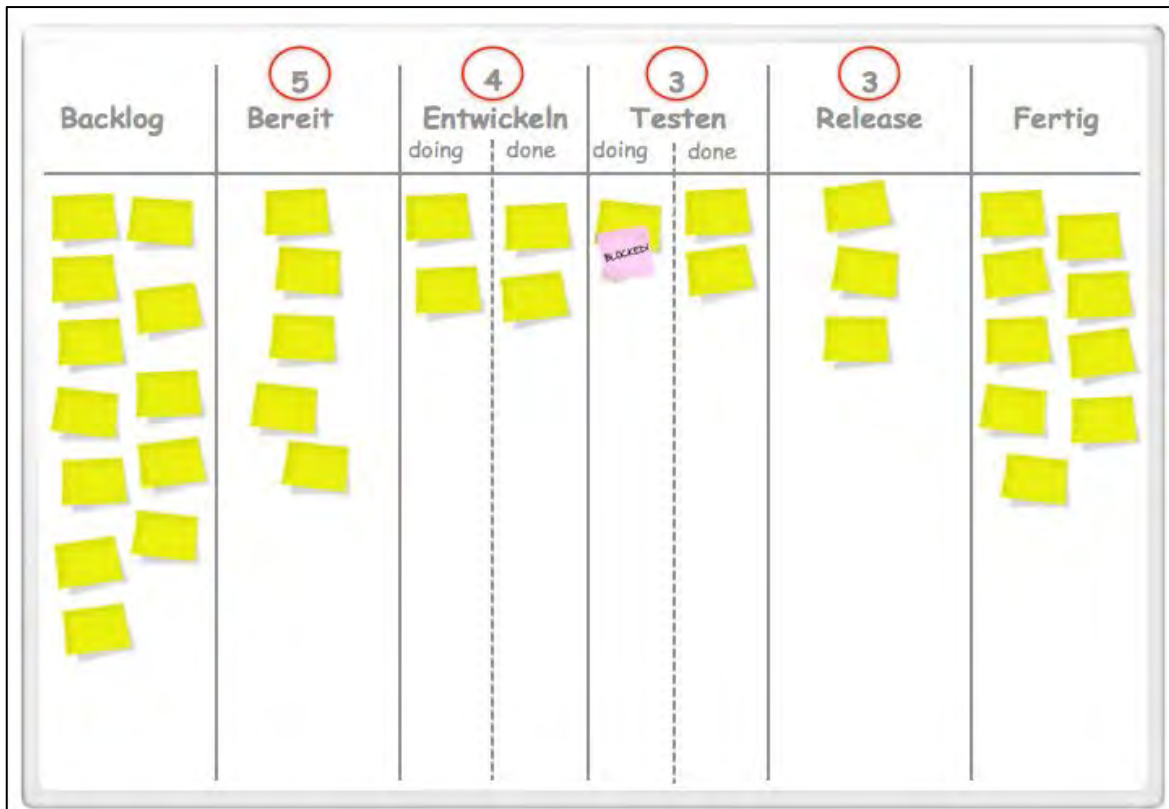 5 4 3 3
Backlog Bereit Entwickeln Testen Release Fertig
doing done doing done
BLOCKED!